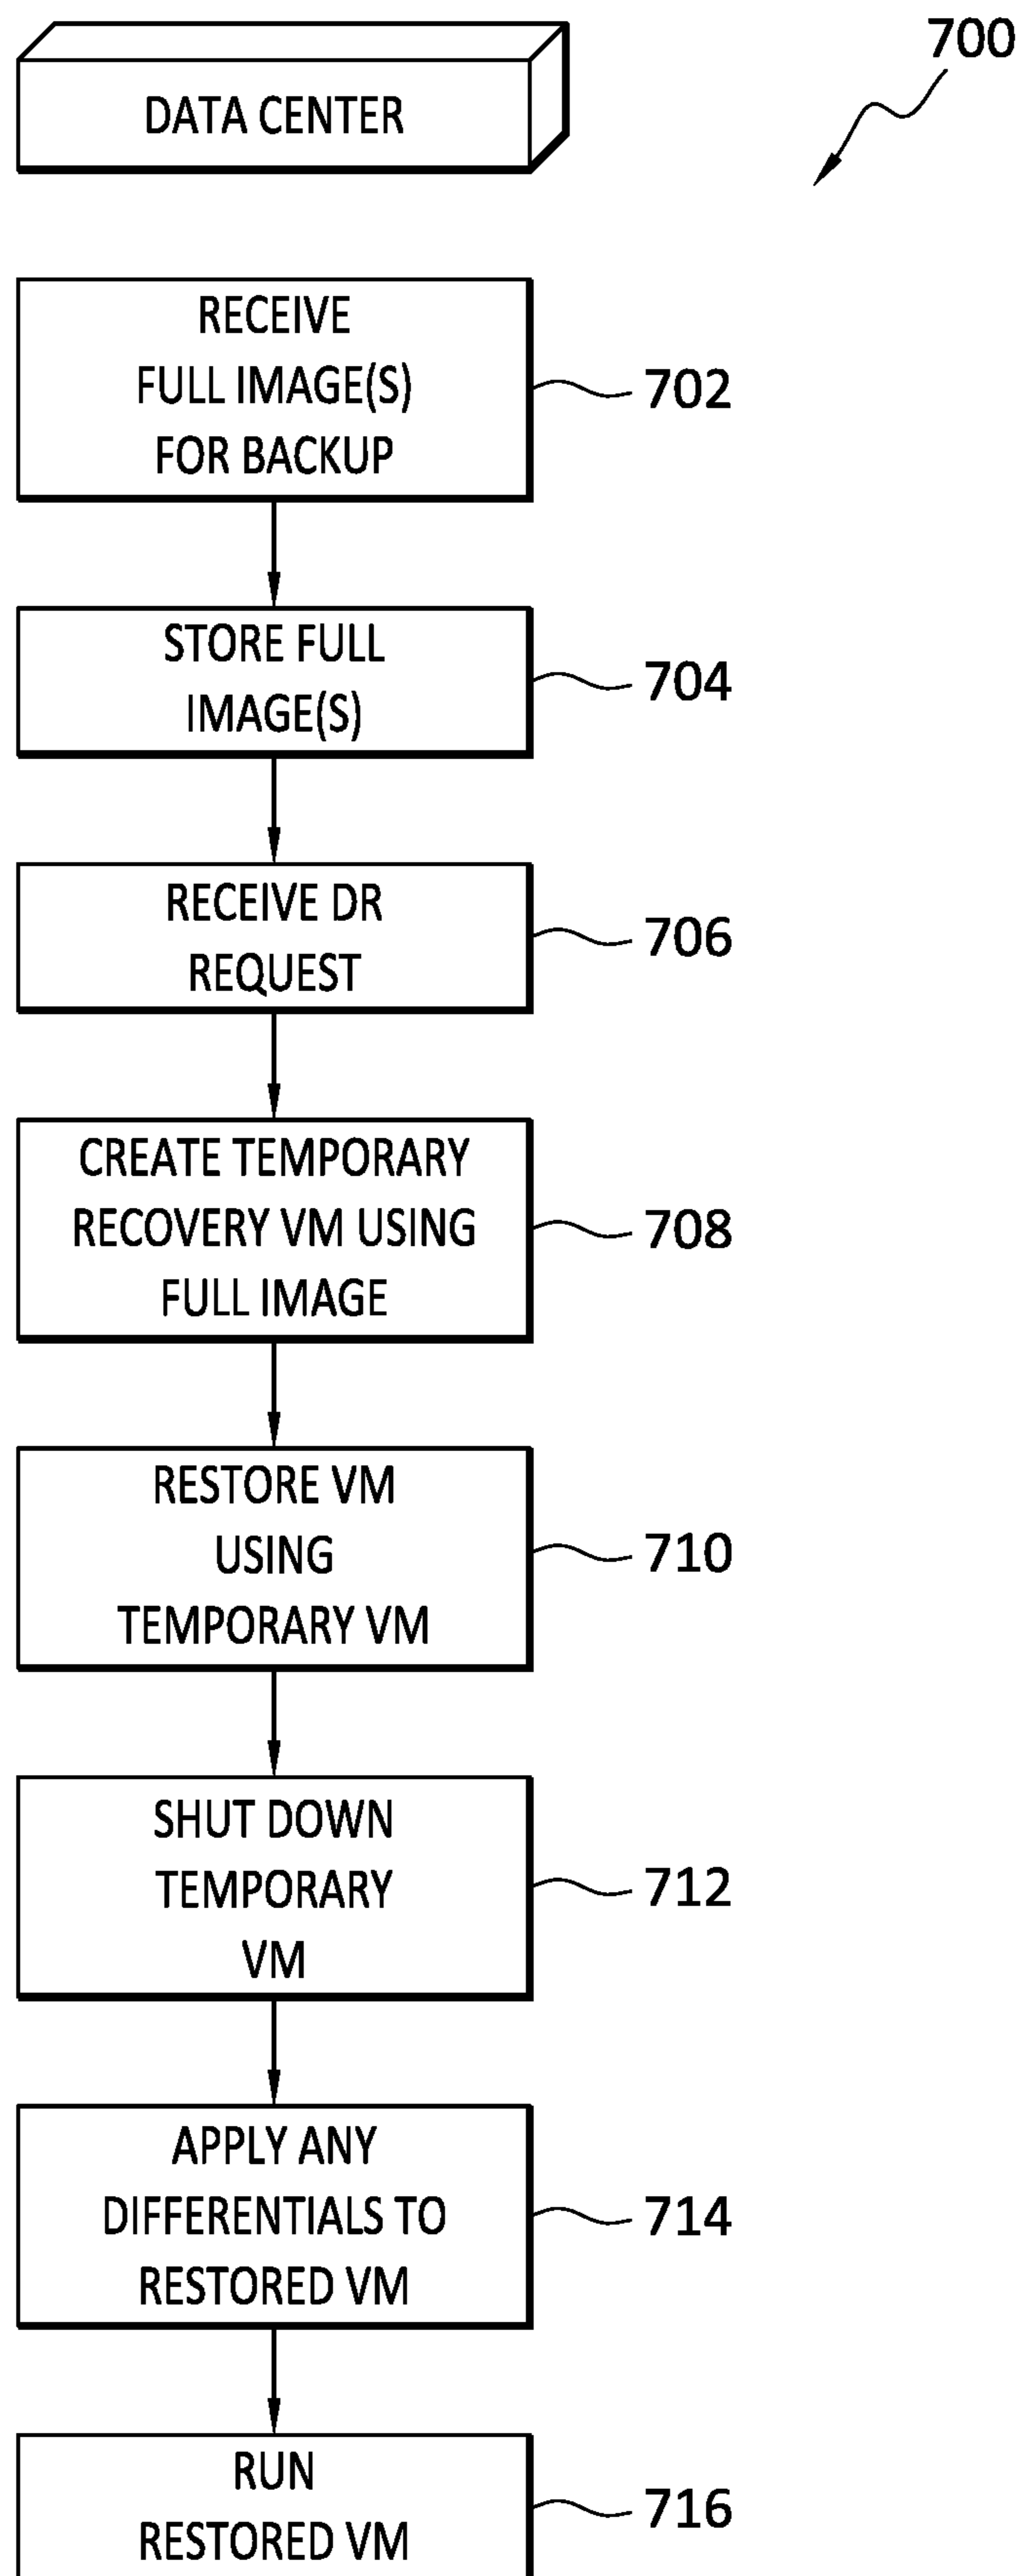 DATA CENTER
700
RECEIVE
FULL IMAGE(S)
FOR BACKUP
702
STORE FULL
IMAGE(S)
704
RECEIVE DR
REQUEST
706
CREATE TEMPORARY
RECOVERY VM USING
FULL IMAGE
708
RESTORE VM
USING
TEMPORARY VM
710
SHUT DOWN
TEMPORARY
VM
712
APPLY ANY
DIFFERENTIALS TO
RESTORED VM
714
RUN
RESTORED VM
716